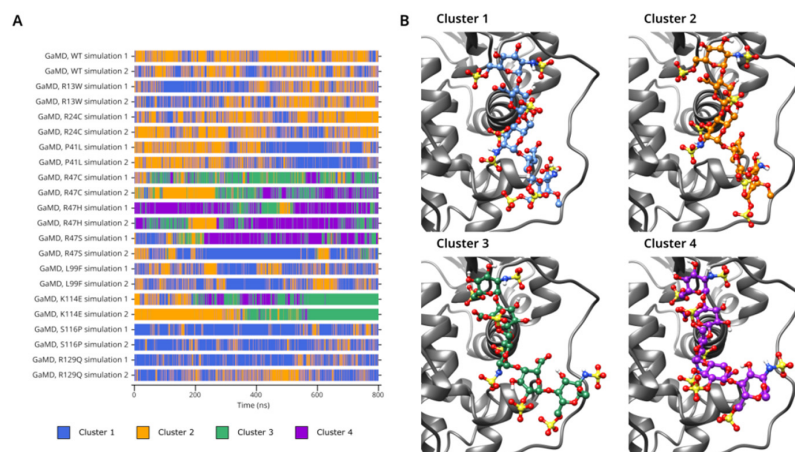 A
GaMD, WT simulation 1
GaMD, WT simulation 2
GaMD, R13W simulation 1
GaMD, R13W simulation 2
GaMD, R24C simulation 1
GaMD, R24C simulation 2
GaMD, P41L simulation 1
GaMD, P41L simulation 2
GaMD, R47C simulation 1
GaMD, R47C simulation 2
GaMD, R47H simulation 1
GaMD, R47H simulation 2
GaMD, R47S simulation 1
GaMD, R47S simulation 2
GaMD, L99F simulation 1
GaMD, L99F simulation 2
GaMD, K114E simulation 1
GaMD, K114E simulation 2
GaMD, S116P simulation 1
GaMD, S116P simulation 2
GaMD, R129Q simulation 1
GaMD, R129Q simulation 2
0 200 400 600 800
Time (ns)
Cluster 1 Cluster 2 Cluster 3 Cluster 4
B
Cluster 1 Cluster 2
Cluster 3 Cluster 4